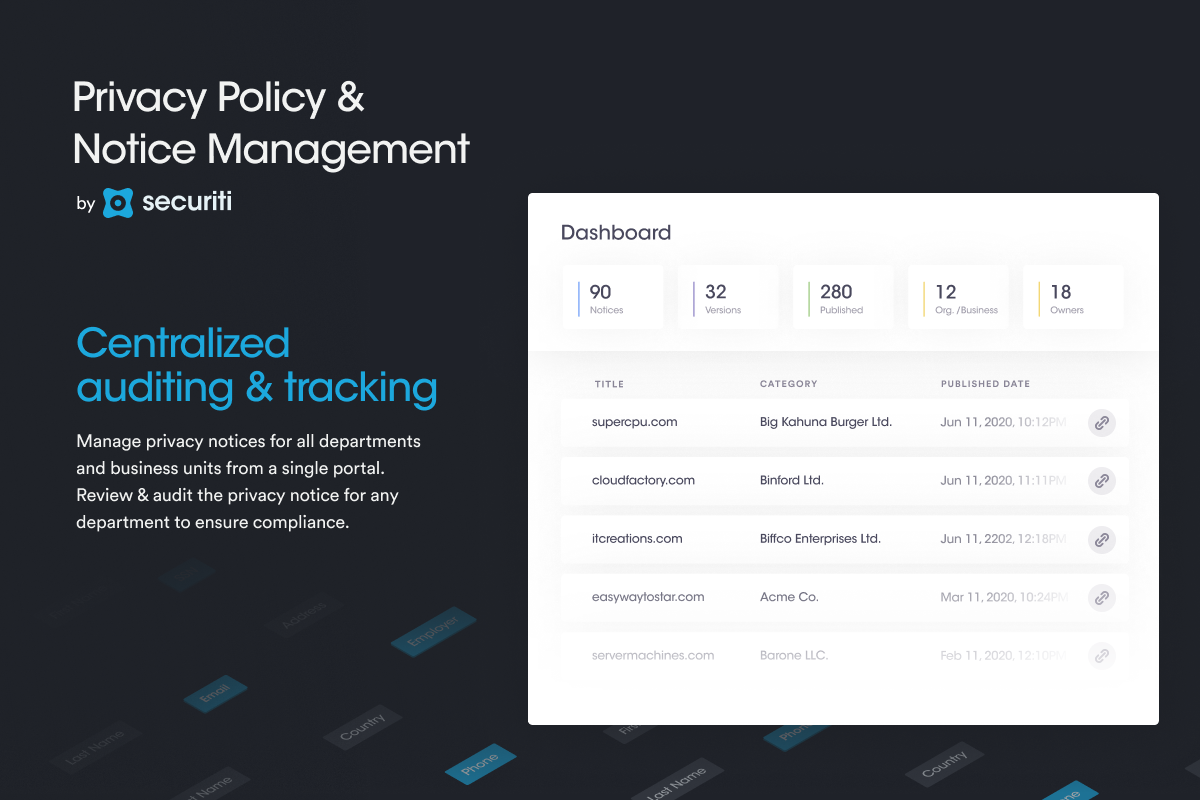 Privacy Policy &
Notice Management
by securiti
Centralized
auditing & tracking
Manage privacy notices for all departments
and business units from a single portal.
Review & audit the privacy notice for any
department to ensure compliance.
Dashboard
90 Notices
32 Versions
280 Published
12 Org. /Business
18 Owners
TITLE CATEGORY PUBLISHED DATE
supercpu.com Big Kahuna Burger Ltd. Jun 11, 2020, 10:12PM
cloudfactory.com Binford Ltd. Jun 11, 2020, 11:11PM
itcreations.com Biffco Enterprises Ltd. Jun 11, 2202, 12:18PM
easywaytostar.com Acme Co. Mar 11, 2020, 10:24PM
servermachines.com Barone LLC. Feb 11, 2020, 12:10PM
Address
Employer
Email
Country
Last Name
Phone
Name
Last Name
Country